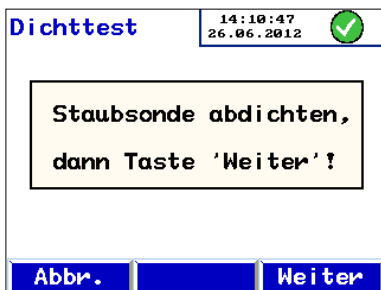 Dichttest
14:10:47
26.06.2012
Staubsonde abdichten,
dann Taste 'Weiter'!
Abbr.
Weiter